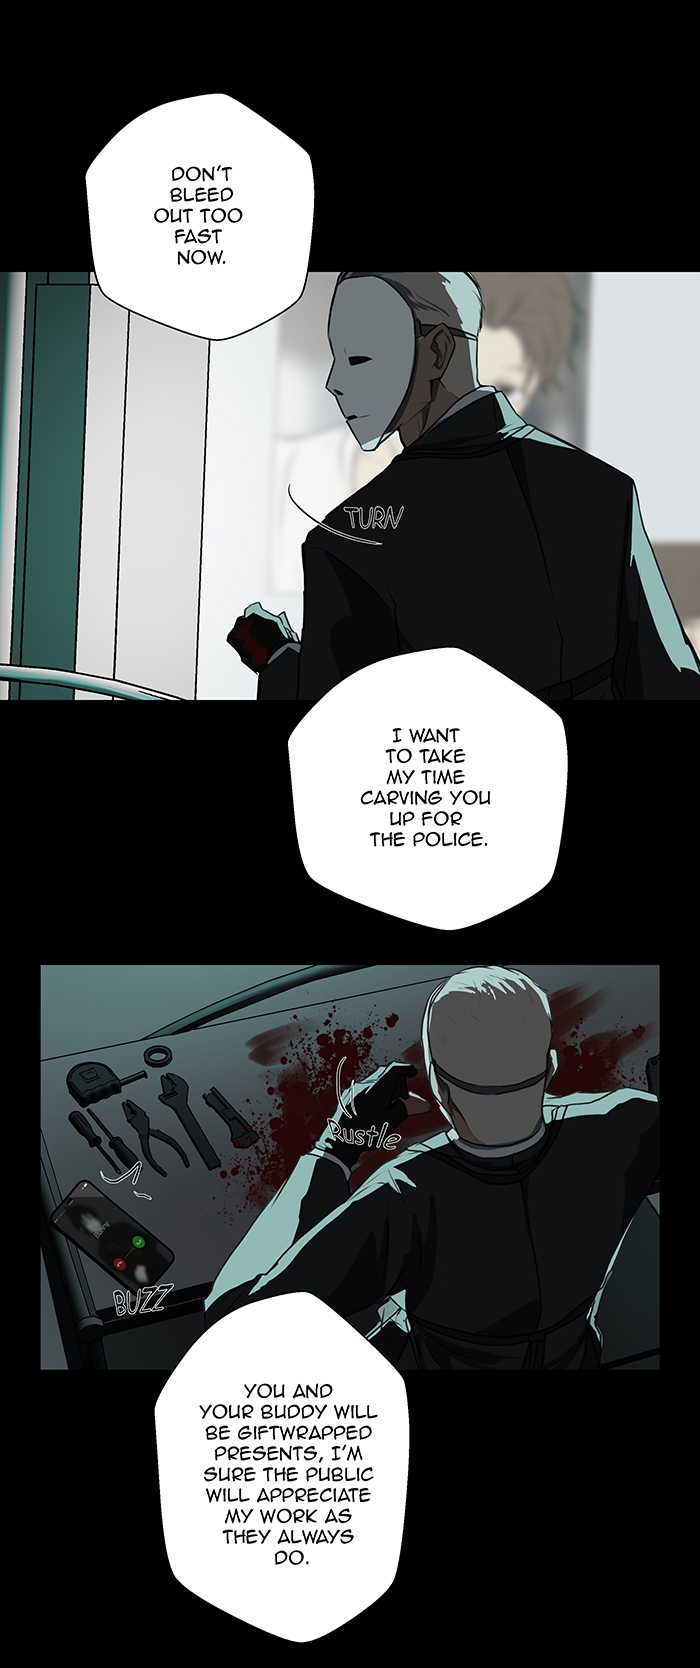 DON'T
BLEED
OUT TOO
FAST
NOW.
TURN
I WANT
TO TAKE
MY TIME
CARVING YOU
UP FOR
THE POLICE.
Rustle
BUZZ
YOU AND
YOUR BUDDY WILL
BE GIFTWRAPPED
PRESENTS, I'M
SURE THE PUBLIC
WILL APPRECIATE
MY WORK AS
THEY ALWAYS
DO.